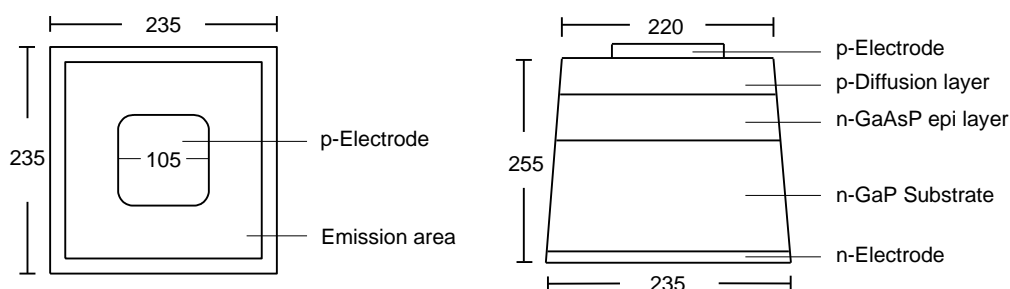 235
235
p-Electrode
105
Emission area
220
p-Electrode
p-Diffusion layer
n-GaAsP epi layer
255
n-GaP Substrate
n-Electrode
235